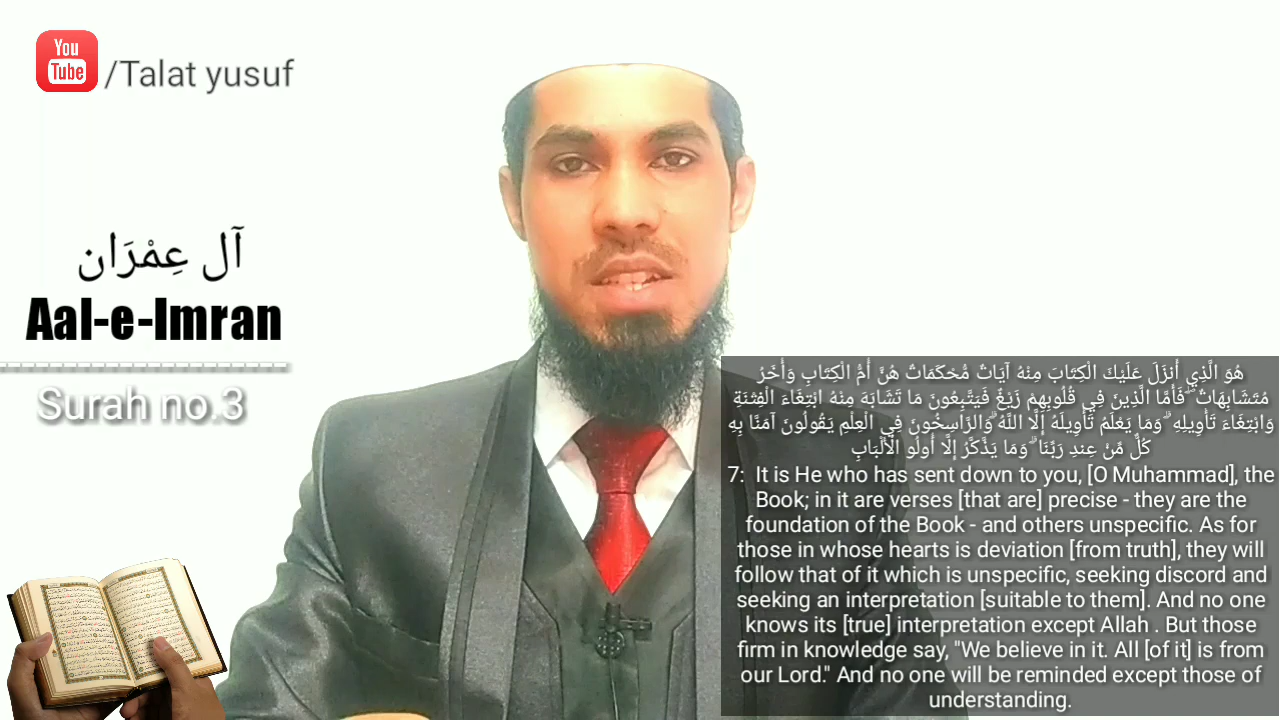 You
Tube
/Talat yusuf
آل عِمْرَان
Aal-e-Imran
Surah no.3
هُوَ الَّذِي أَنزَلَ عَلَيْكَ الْكِتَابَ مِنْهُ آيَاتٌ مُّحْكَمَاتٌ هُنَّ أُمُّ الْكِتَابِ وَأُخَرُ
مُتَشَابِهَاتٌ ۖ فَأَمَّا الَّذِينَ فِي قُلُوبِهِمْ زَيْغٌ فَيَتَّبِعُونَ مَا تَشَابَهَ مِنْهُ ابْتِغَاءَ الْفِتْنَةِ
وَابْتِغَاءَ تَأْوِيلِهِ ۗ وَمَا يَعْلَمُ تَأْوِيلَهُ إِلَّا اللَّهُ ۗ وَالرَّاسِخُونَ فِي الْعِلْمِ يَقُولُونَ آمَنَّا بِهِ
كُلٌّ مِّنْ عِندِ رَبِّنَا ۗ وَمَا يَذَّكَّرُ إِلَّا أُولُو الْأَلْبَابِ
7: It is He who has sent down to you, [O Muhammad], the
Book; in it are verses [that are] precise - they are the
foundation of the Book - and others unspecific. As for
those in whose hearts is deviation [from truth], they will
follow that of it which is unspecific, seeking discord and
seeking an interpretation [suitable to them]. And no one
knows its [true] interpretation except Allah . But those
firm in knowledge say, "We believe in it. All [of it] is from
our Lord." And no one will be reminded except those of
understanding.